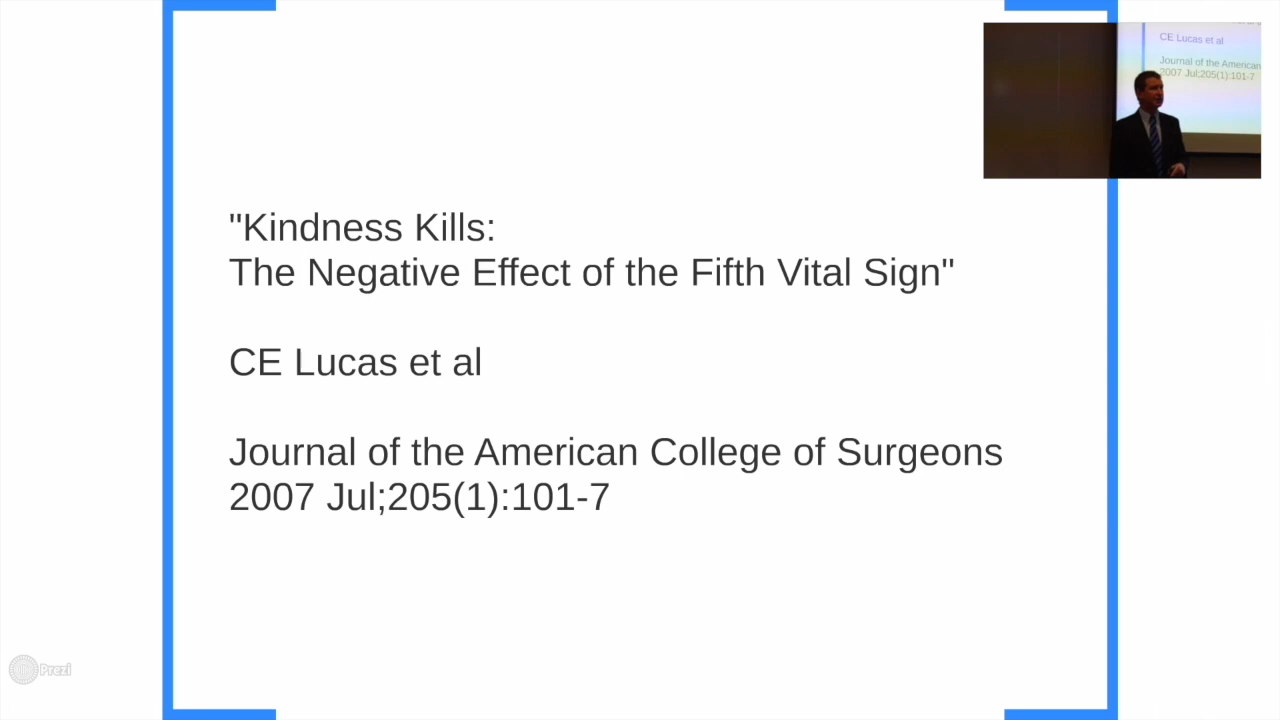 "Kindness Kills:
The Negative Effect of the Fifth Vital Sign"
CE Lucas et al
Journal of the American College of Surgeons
2007 Jul;205(1):101-7
CE Lucas et al
Journal of the American
2007 Jul;205(1):101-7
Prezi